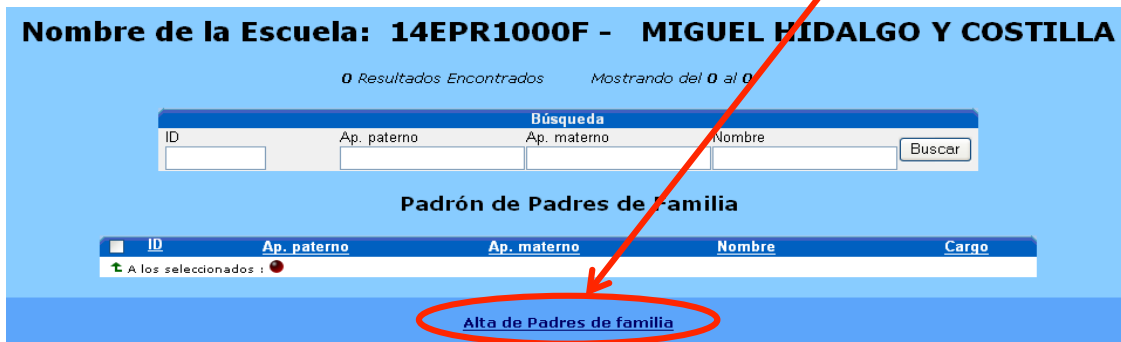 Nombre de la Escuela: 14EPR1000F - MIGUEL HIDALGO Y COSTILLA
0 Resultados Encontrados Mostrando del 0 al 0
Búsqueda
ID Ap. paterno Ap. materno Nombre Buscar
Padrón de Padres de Familia
ID Ap. paterno Ap. materno Nombre Cargo
A los seleccionados :
Alta de Padres de familia